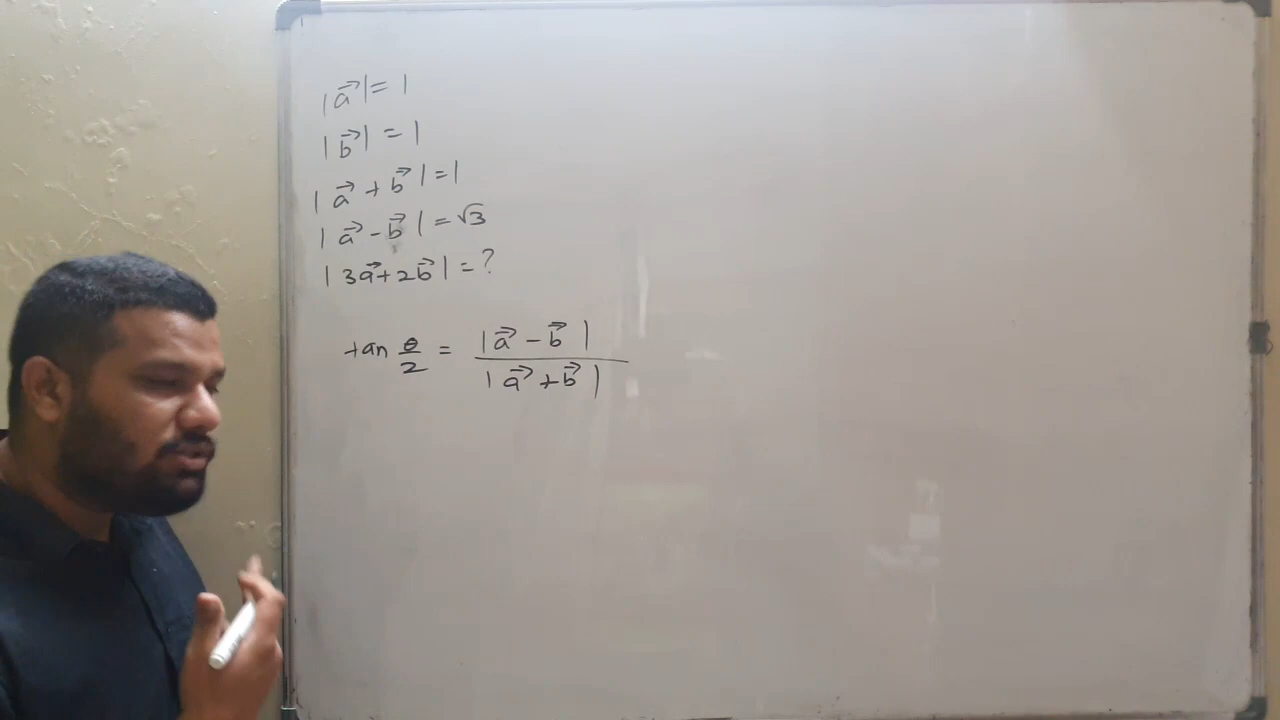 |a⃗| = 1
|b⃗| = 1
|a⃗ + b⃗| = 1
|a⃗ - b⃗| = √3
|3a⃗ + 2b⃗| = ?
tan θ/2 = |a⃗ - b⃗| / |a⃗ + b⃗|